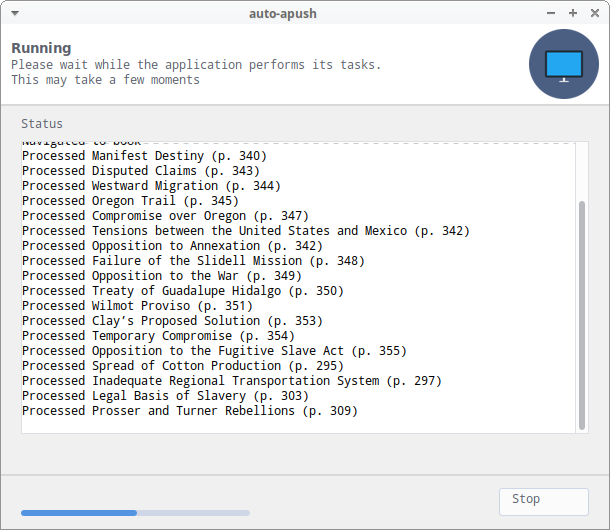 auto-apush
Running
Please wait while the application performs its tasks.
This may take a few moments
Status
Navigated to book
Processed Manifest Destiny (p. 340)
Processed Disputed Claims (p. 343)
Processed Westward Migration (p. 344)
Processed Oregon Trail (p. 345)
Processed Compromise over Oregon (p. 347)
Processed Tensions between the United States and Mexico (p. 342)
Processed Opposition to Annexation (p. 342)
Processed Failure of the Slidell Mission (p. 348)
Processed Opposition to the War (p. 349)
Processed Treaty of Guadalupe Hidalgo (p. 350)
Processed Wilmot Proviso (p. 351)
Processed Clay’s Proposed Solution (p. 353)
Processed Temporary Compromise (p. 354)
Processed Opposition to the Fugitive Slave Act (p. 355)
Processed Spread of Cotton Production (p. 295)
Processed Inadequate Regional Transportation System (p. 297)
Processed Legal Basis of Slavery (p. 303)
Processed Prosser and Turner Rebellions (p. 309)
Stop